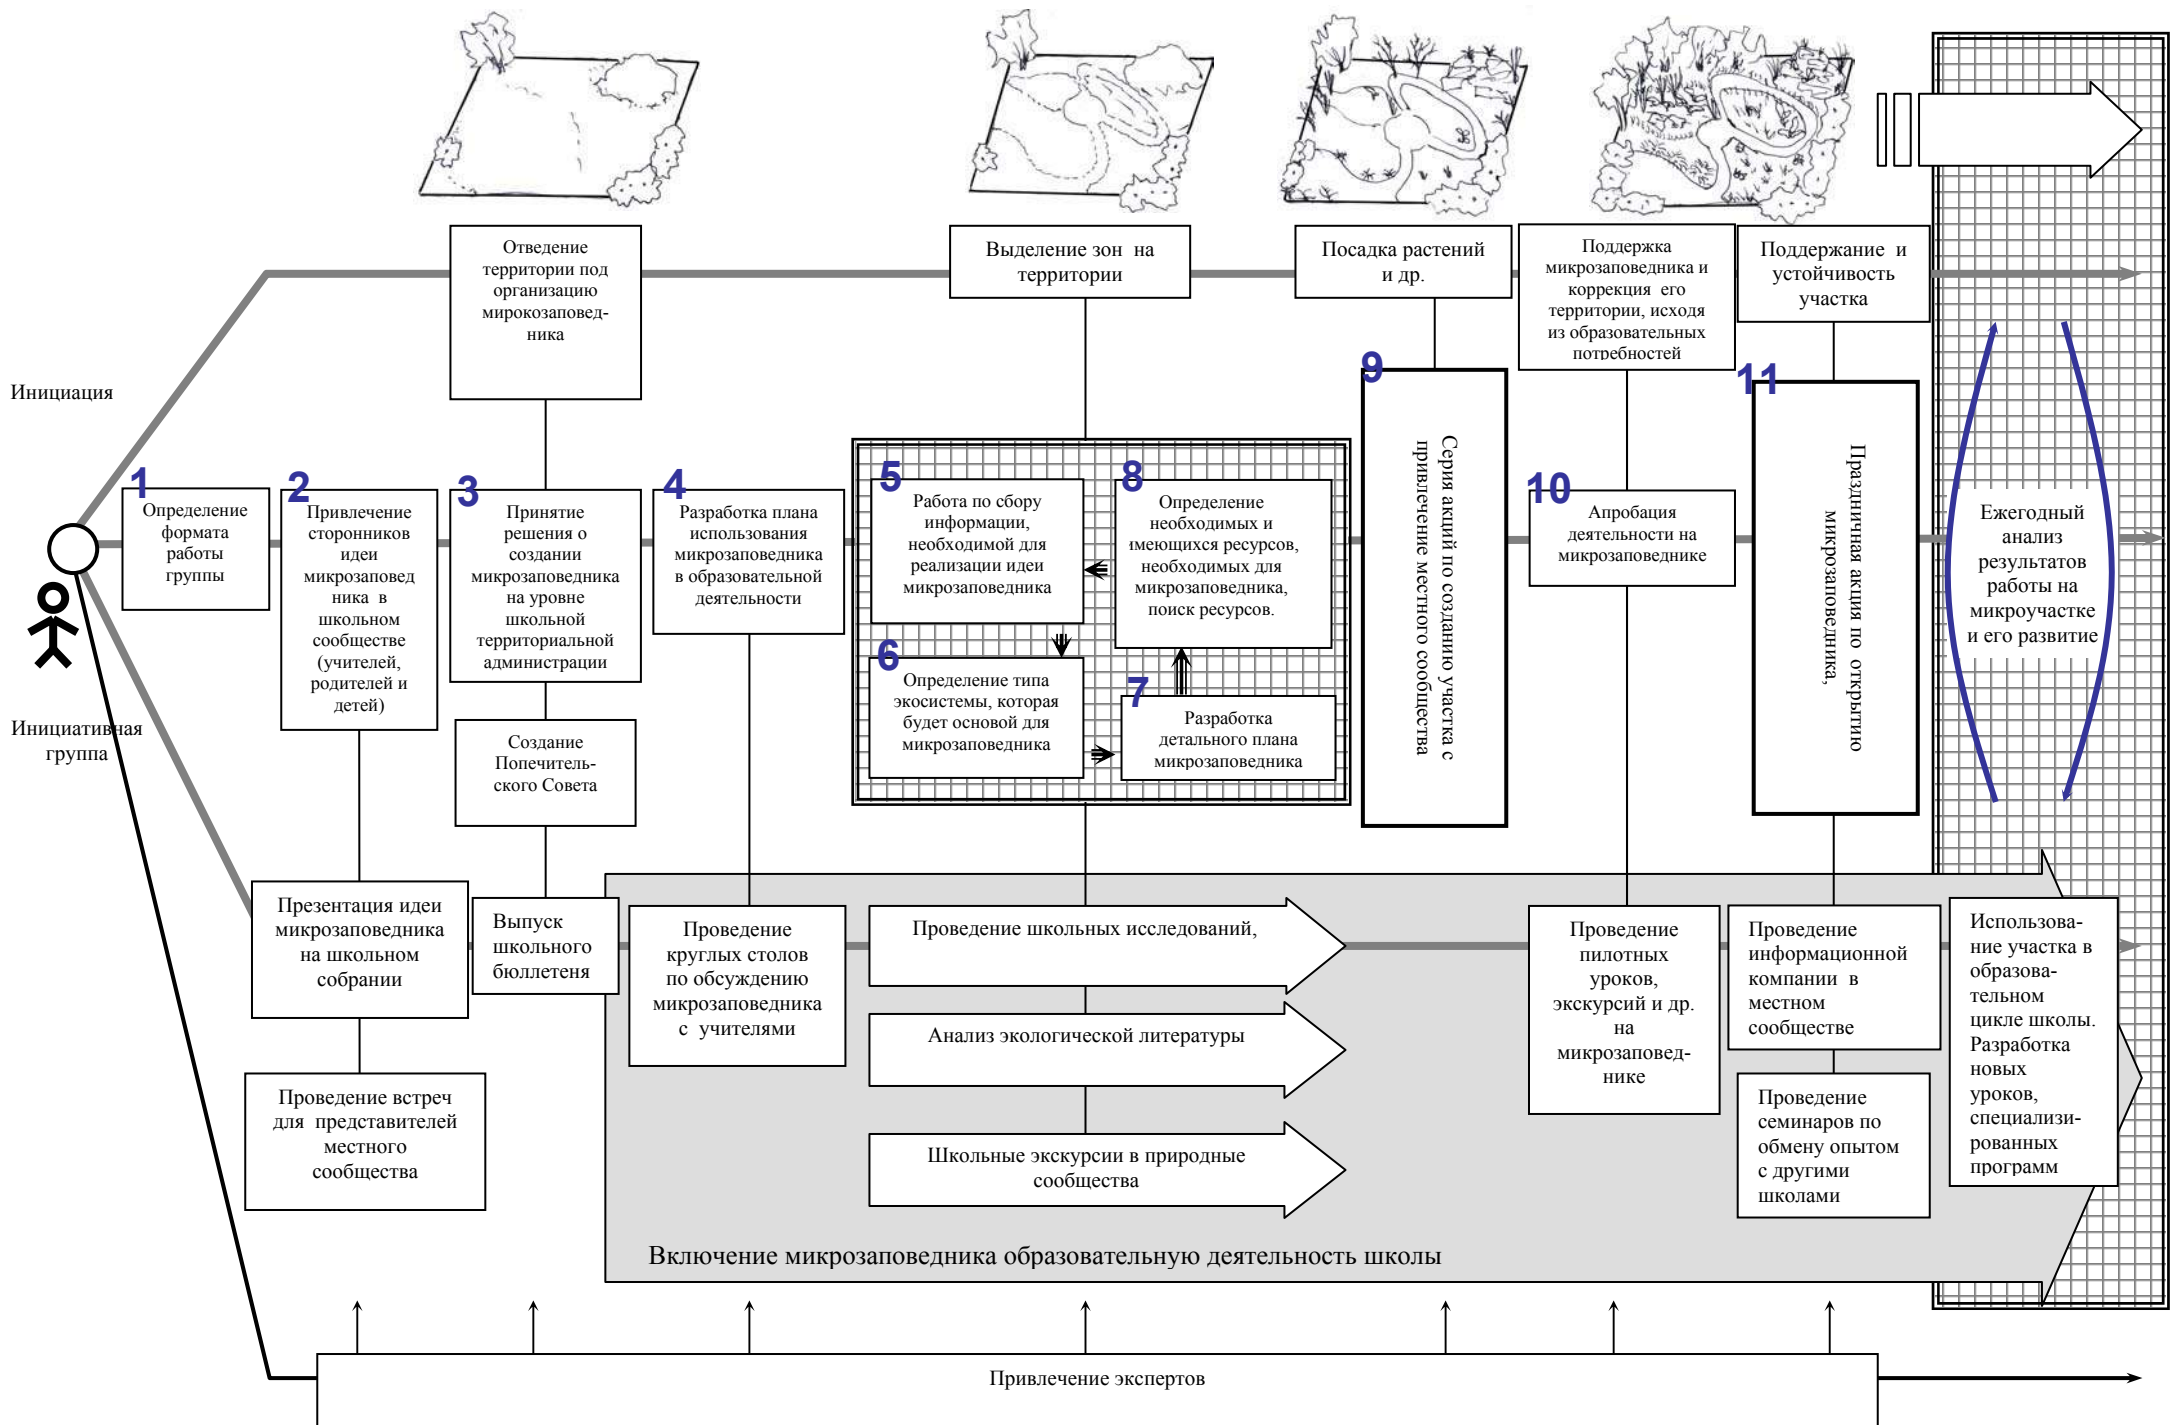 Отведение
территории под
организацию
мирокозаповед-
ника
Выделение зон на
территории
Посадка растений
и др.
Поддержка
микрозаповедника и
коррекция его
территории, исходя
из образовательных
потребностей
Поддержание и
устойчивость
участка
Инициация
1
Определение
формата
работы
группы
2
Привлечение
сторонников
идеи
микрозаповед
ника в
школьном
сообществе
(учителей,
родителей и
детей)
3
Принятие
решения о
создании
микрозаповедника
на уровне
школьной
территориальной
администрации
4
Разработка плана
использования
микрозаповедника
в образовательной
деятельности
5
Работа по сбору
информации,
необходимой для
реализации идеи
микрозаповедника
8
Определение
необходимых и
имеющихся ресурсов,
необходимых для
микрозаповедника,
поиск ресурсов.
6
Определение типа
экосистемы, которая
будет основой для
микрозаповедника
7
Разработка
детального плана
микрозаповедника
9
Серия акций по созданию участка с
привлечение местного сообщества
10
Апробация
деятельности на
микрозаповеднике
11
Праздничная акция по открытию
микрозаповедника,
Ежегодный
анализ
результатов
работы на
микроучастке
и его развитие
Инициативная
группа
Создание
Попечитель-
ского Совета
Презентация идеи
микрозаповедника
на школьном
собрании
Выпуск
школьного
бюллетеня
Проведение
круглых столов
по обсуждению
микрозаповедника
с учителями
Проведение школьных исследований,
Анализ экологической литературы
Школьные экскурсии в природные
сообщества
Проведение
пилотных
уроков,
экскурсий и др.
на
микрозаповед-
нике
Проведение
информационной
компании в
местном
сообществе
Использова-
ние участка в
образова-
тельном
цикле школы.
Разработка
новых
уроков,
специализи-
рованных
программ
Проведение встреч
для представителей
местного
сообщества
Проведение
семинаров по
обмену опытом
с другими
школами
Включение микрозаповедника образовательную деятельность школы
Привлечение экспертов